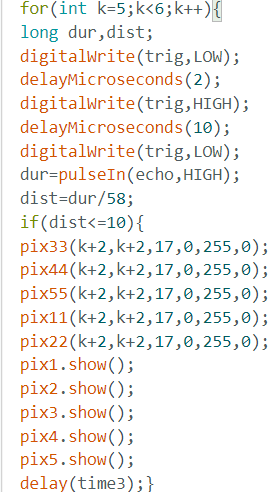 for(int k=5;k<6;k++){
long dur,dist;
digitalWrite(trig,LOW);
delayMicroseconds(2);
digitalWrite(trig,HIGH);
delayMicroseconds(10);
digitalWrite(trig,LOW);
dur=pulseIn(echo,HIGH);
dist=dur/58;
if(dist<=10){
pix33(k+2,k+2,17,0,255,0);
pix44(k+2,k+2,17,0,255,0);
pix55(k+2,k+2,17,0,255,0);
pix11(k+2,k+2,17,0,255,0);
pix22(k+2,k+2,17,0,255,0);
pix1.show();
pix2.show();
pix3.show();
pix4.show();
pix5.show();
delay(time3);}